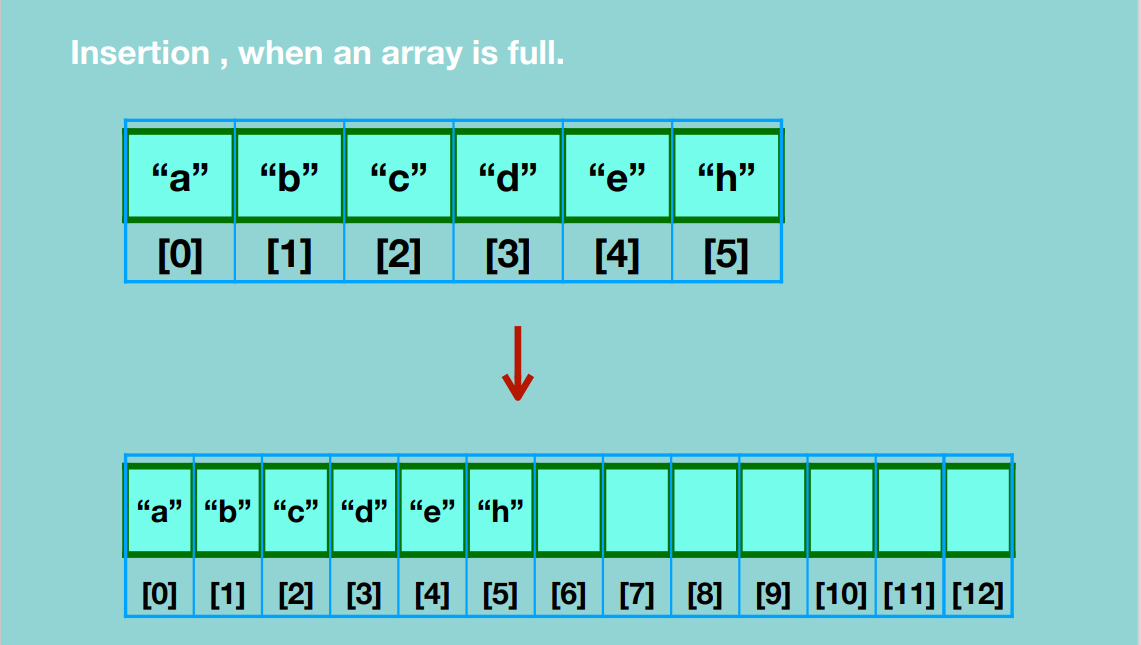 Insertion , when an array is full.
“a” “b” “c” “d” “e” “h”
[0] [1] [2] [3] [4] [5]
“a” “b” “c” “d” “e” “h”
[0] [1] [2] [3] [4] [5] [6] [7] [8] [9] [10] [11] [12]